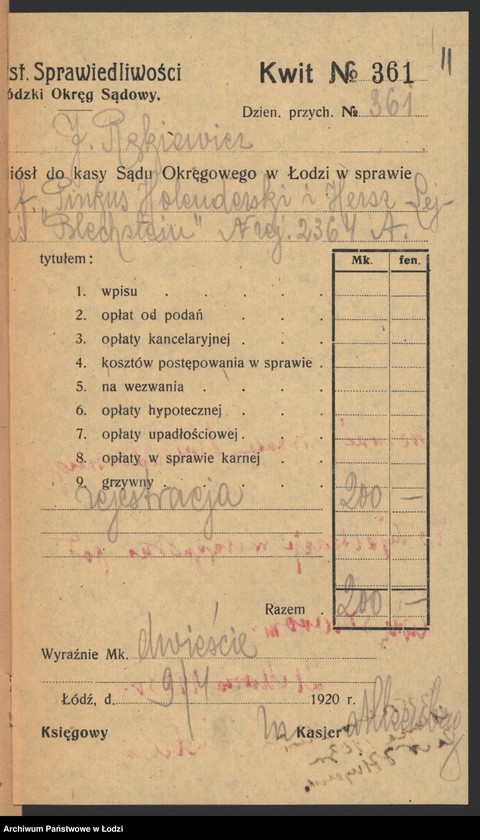 st. Sprawiedliwości
ódzki Okręg Sądowy.
Kwit № 361
11
Dzien. przych. № 361
J. Rąkiewicz
iósł do kasy Sądu Okręgowego w Łodzi w sprawie
f. "Pinkus Holenderski i Hersz Lej-
Blechstein" N rej. 2364 A.
tytułem:
Mk. fen.
1. wpisu
2. opłat od podań
3. opłaty kancelaryjnej
4. kosztów postępowania w sprawie
5. na wezwania
6. opłaty hypotecznej
7. opłaty upadłościowej
8. opłaty w sprawie karnej
9. grzywny
rejestracja 200 —
Razem 200 —
Wyraźnie Mk. dwieście
Łódź, d. 9/4 1920 r.
Księgowy Kasjer
Archiwum Państwowe w Łodzi